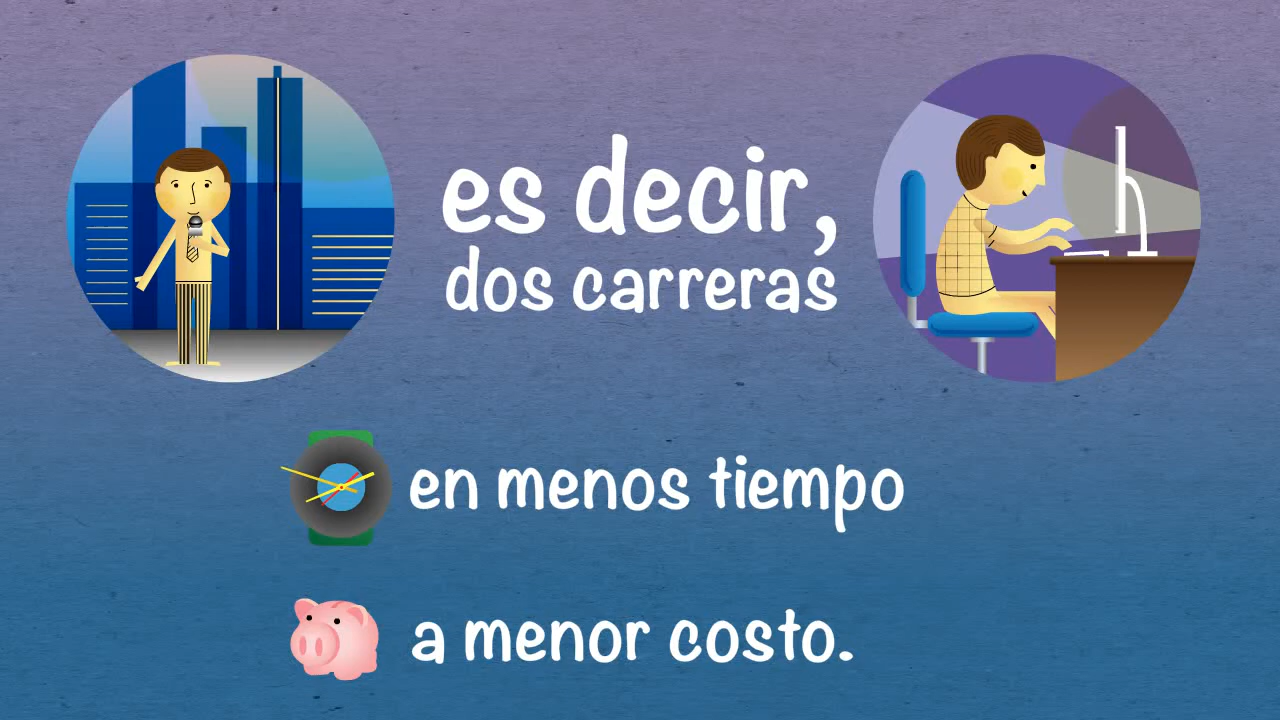 es decir,
dos carreras
en menos tiempo
a menor costo.